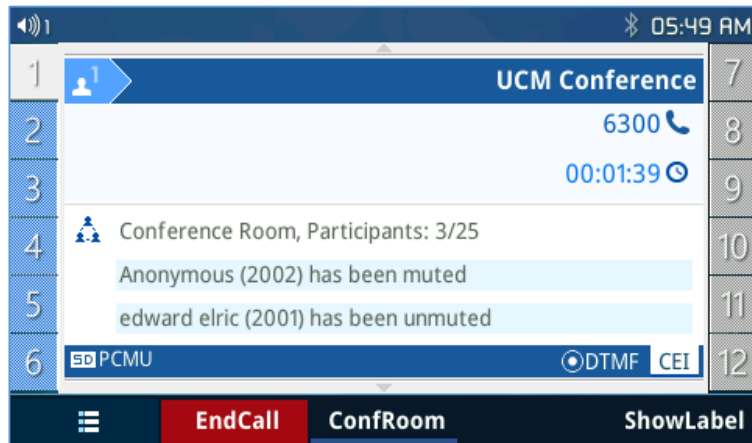 1 05:49 AM
1 1 UCM Conference 7
2 6300 8
3 00:01:39 9
4 Conference Room, Participants: 3/25 10
Anonymous (2002) has been muted
5 edward elric (2001) has been unmuted 11
6 SD PCMU DTMF CEI 12
EndCall ConfRoom ShowLabel